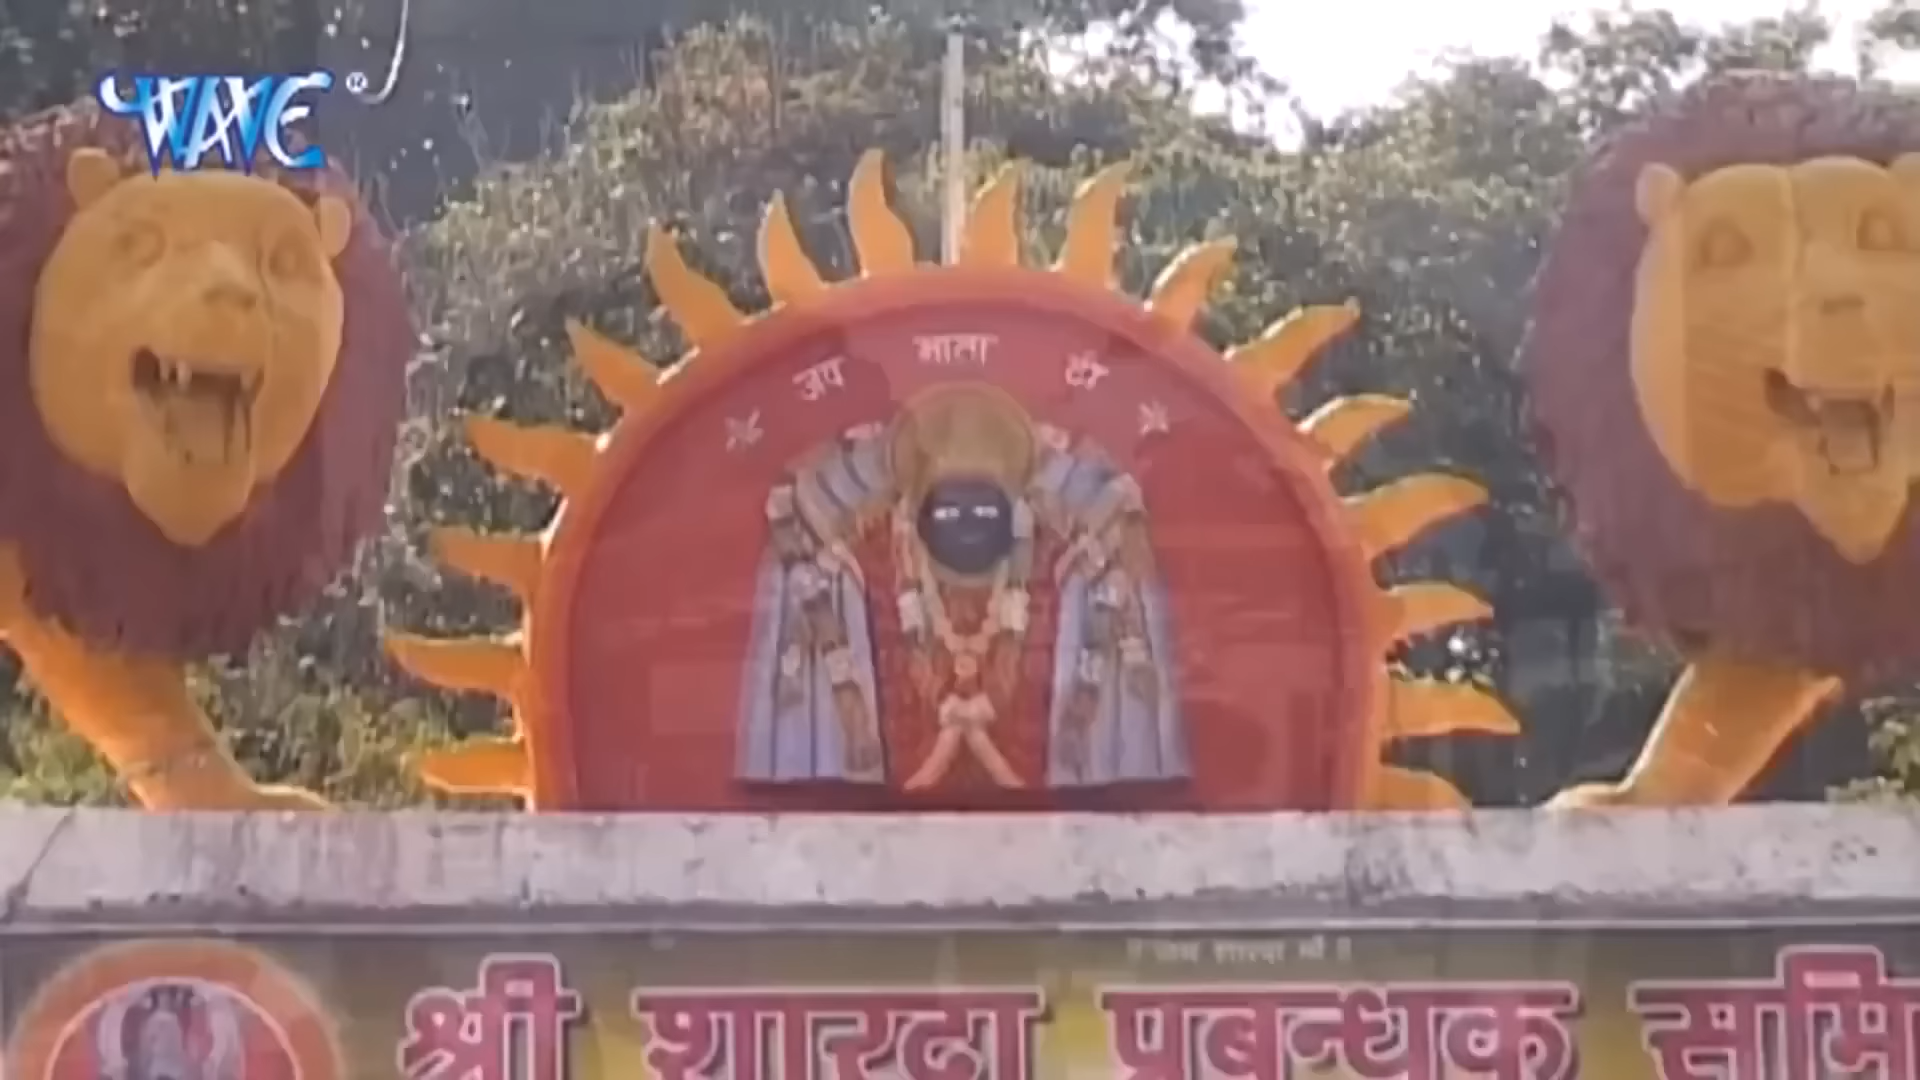 WAVE ®
जय माता दी
श्री शारदा प्रबन्धक समि